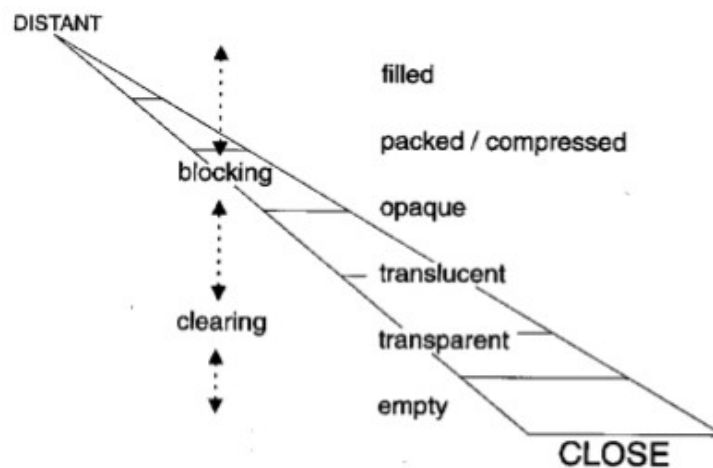 DISTANT
filled
packed / compressed
blocking
opaque
translucent
clearing
transparent
empty
CLOSE